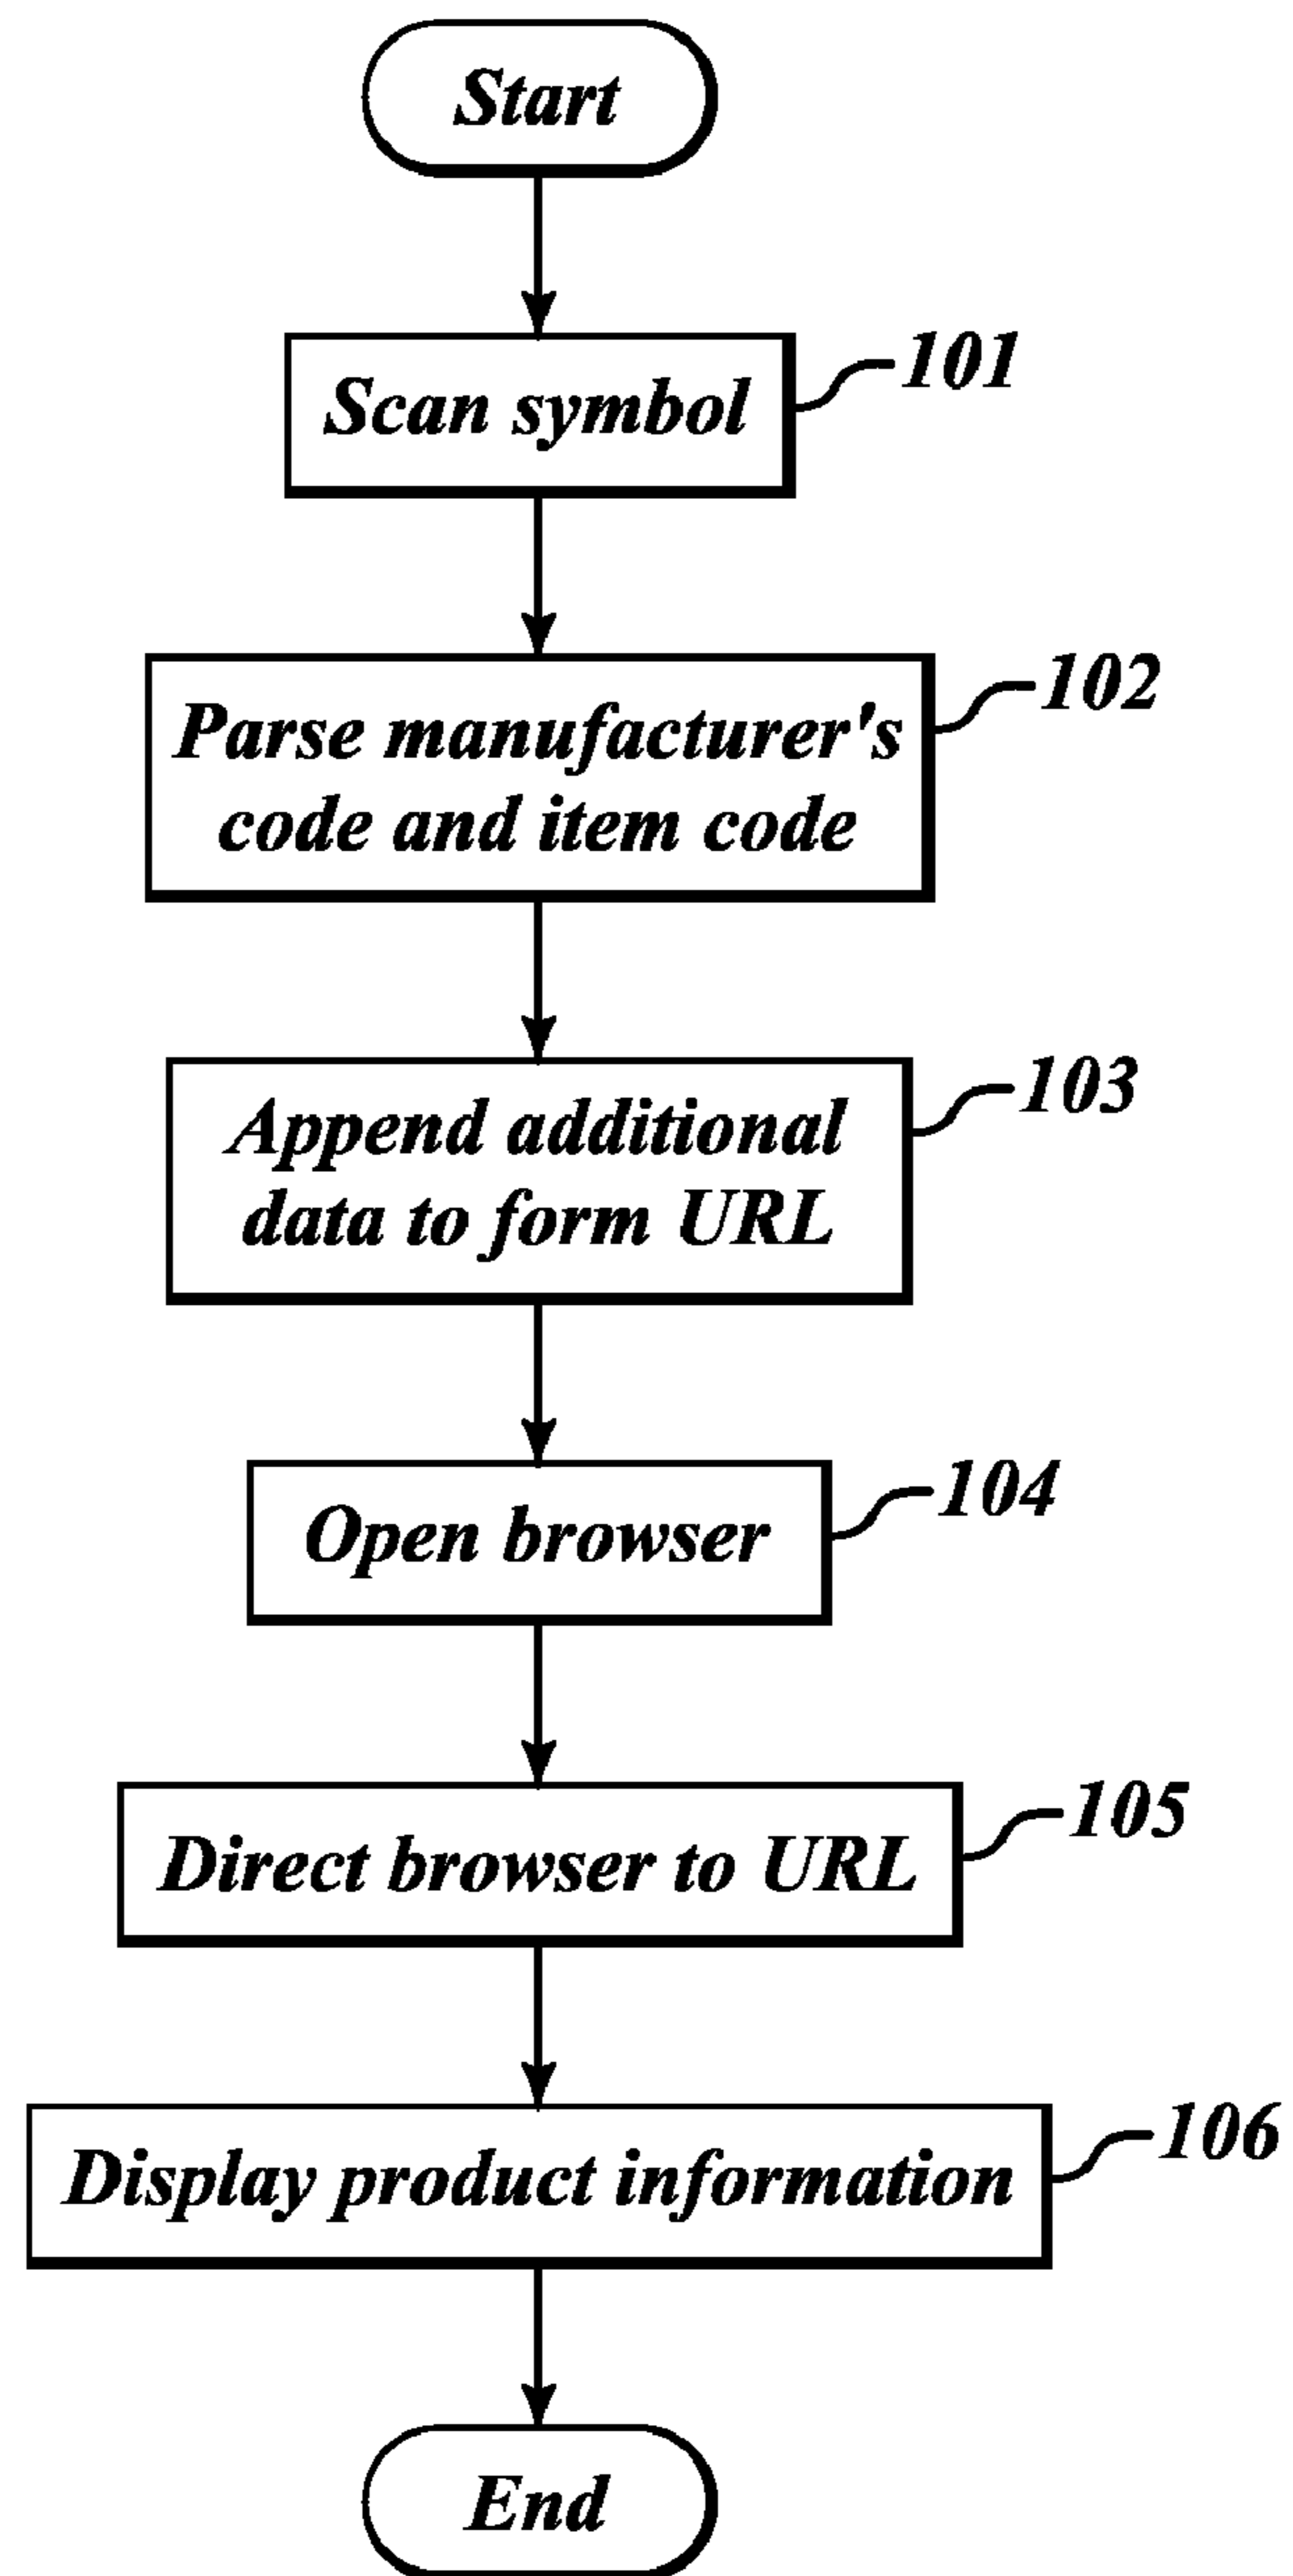 Start
Scan symbol
101
Parse manufacturer's
code and item code
102
Append additional
data to form URL
103
Open browser
104
Direct browser to URL
105
Display product information
106
End